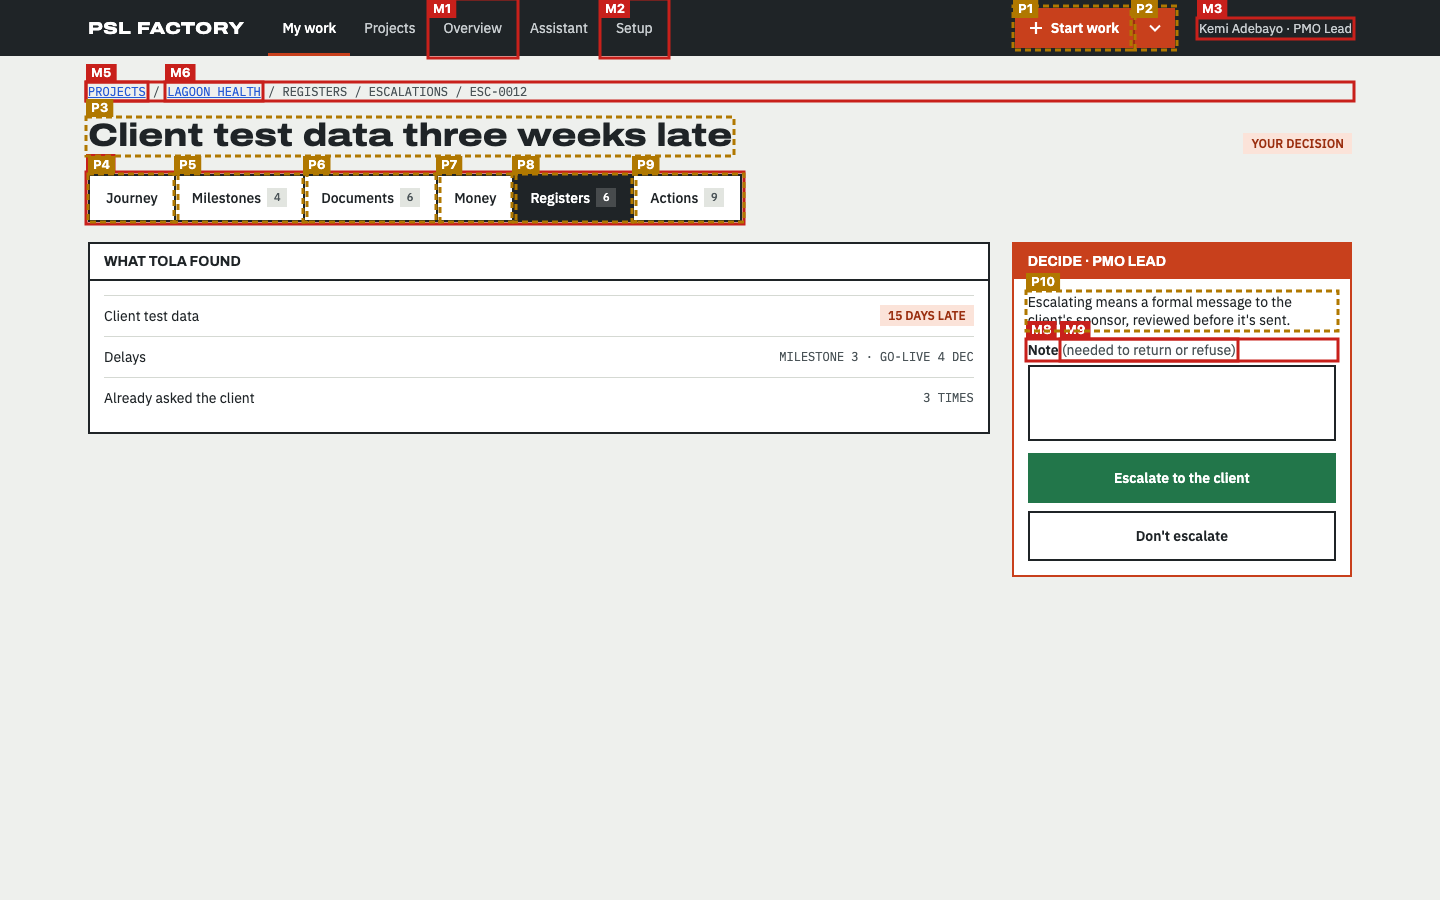 M1 M2 P1 P2 M3
PSL FACTORY My work Projects Overview Assistant Setup + Start work Kemi Adebayo · PMO Lead
M5 M6
PROJECTS / LAGOON HEALTH / REGISTERS / ESCALATIONS / ESC-0012
P3
Client test data three weeks late
YOUR DECISION
P4 P5 P6 P7 P8 P9
Journey Milestones 4 Documents 6 Money Registers 6 Actions 9
WHAT TOLA FOUND
Client test data 15 DAYS LATE
Delays MILESTONE 3 · GO-LIVE 4 DEC
Already asked the client 3 TIMES
DECIDE · PMO LEAD
P10
Escalating means a formal message to the
client's sponsor, reviewed before it's sent.
M8 M9
Note (needed to return or refuse)
Escalate to the client
Don't escalate